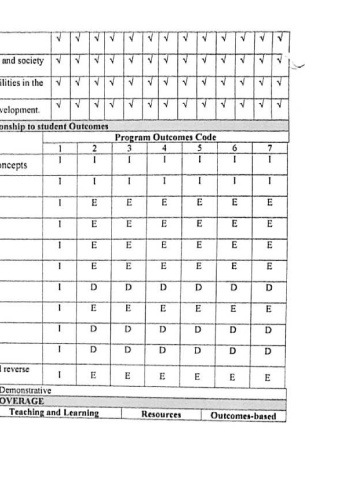 √ √ √ √ √ √ √ √ √ √ √ √ √
and society √ √ √ √ √ √ √ √ √ √ √ √ √
ilities in the √ √ √ √ √ √ √ √ √ √ √ √ √
velopment. √ √ √ √ √ √ √ √ √ √ √ √ √
onship to student Outcomes
Program Outcomes Code
1 2 3 4 5 6 7
oncepts I I I I I I I
I I I I I I I
I E E E E E E
I E E E E E E
I E E E E E E
I E E E E E E
I D D D D D D
I E E E E E E
I D D D D D D
I D D D D D D
l reverse I E E E E E E
Demonstrative
OVERAGE
Teaching and Learning Resources Outcomes-based